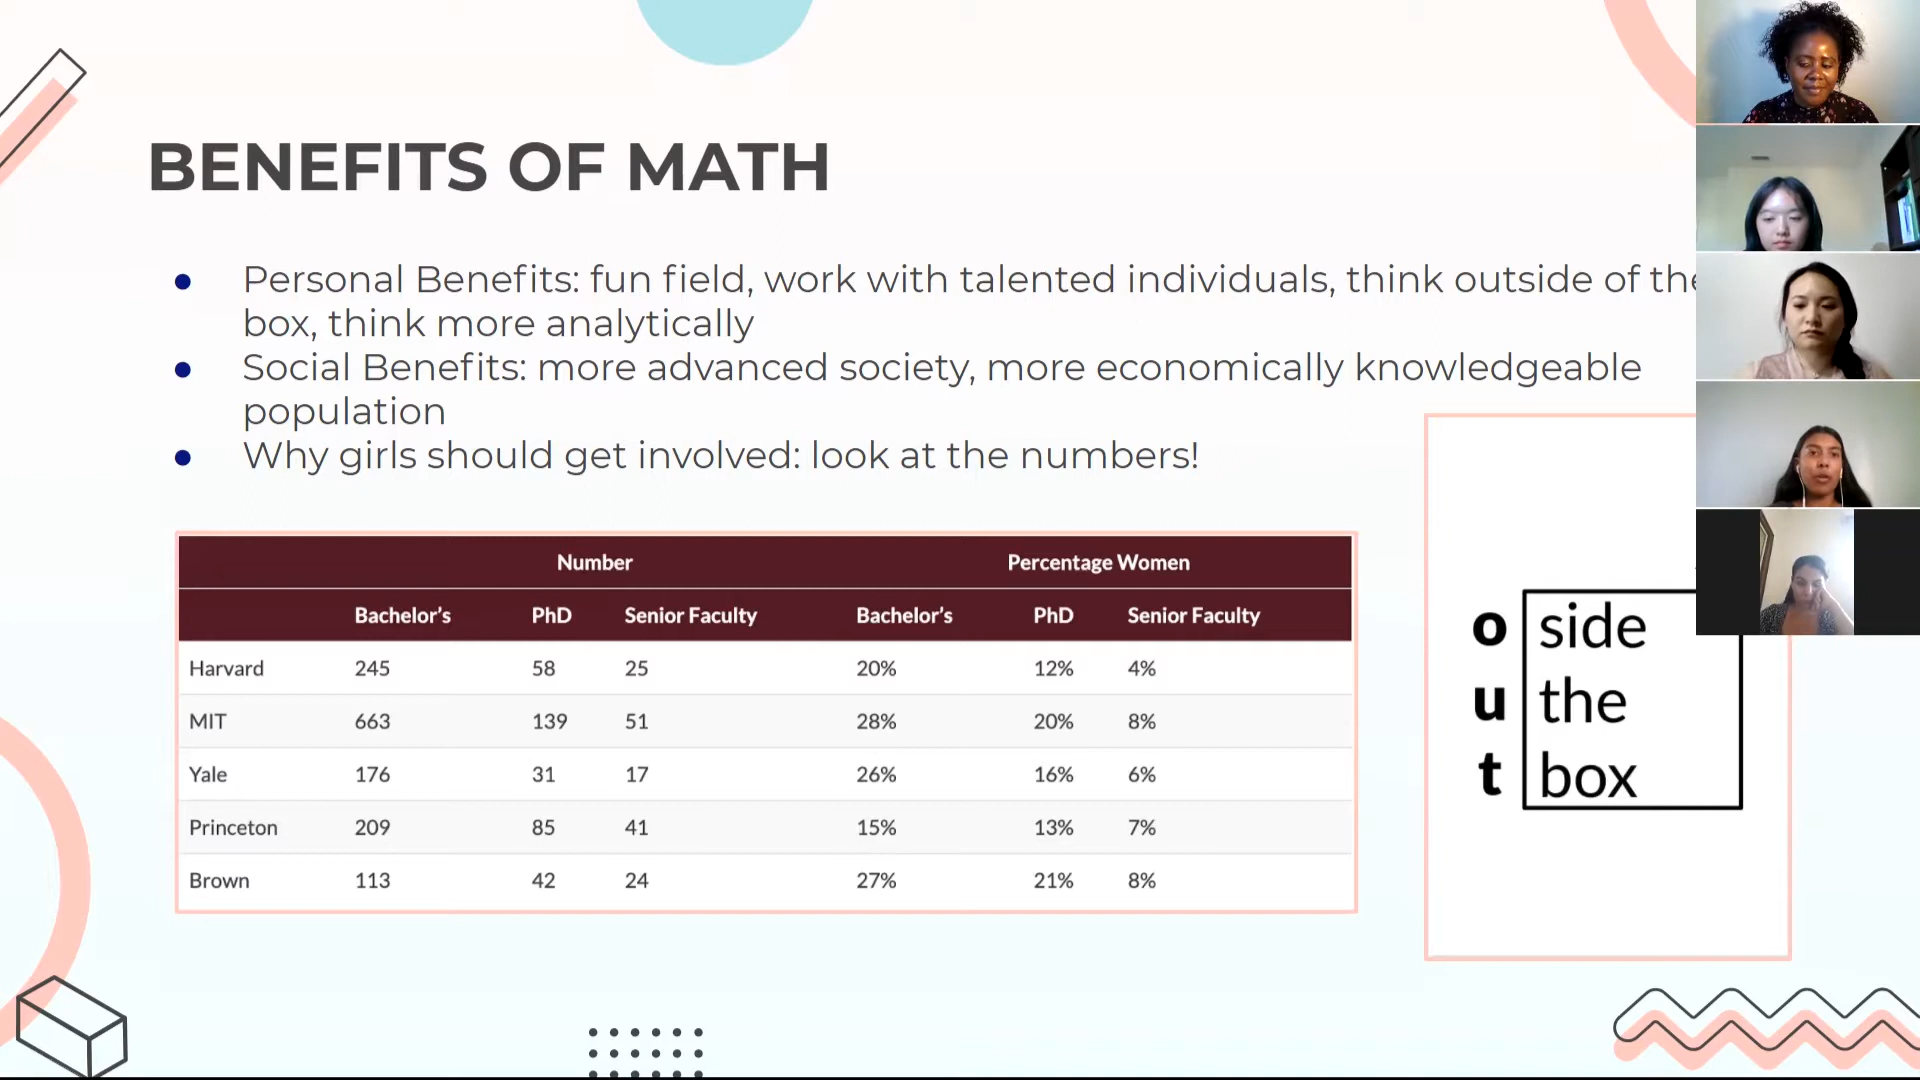 BENEFITS OF MATH
● Personal Benefits: fun field, work with talented individuals, think outside of the
box, think more analytically
● Social Benefits: more advanced society, more economically knowledgeable
population
● Why girls should get involved: look at the numbers!
Number Percentage Women
Bachelor's PhD Senior Faculty Bachelor's PhD Senior Faculty
Harvard 245 58 25 20% 12% 4%
MIT 663 139 51 28% 20% 8%
Yale 176 31 17 26% 16% 6%
Princeton 209 85 41 15% 13% 7%
Brown 113 42 24 27% 21% 8%
o side
u the
t box